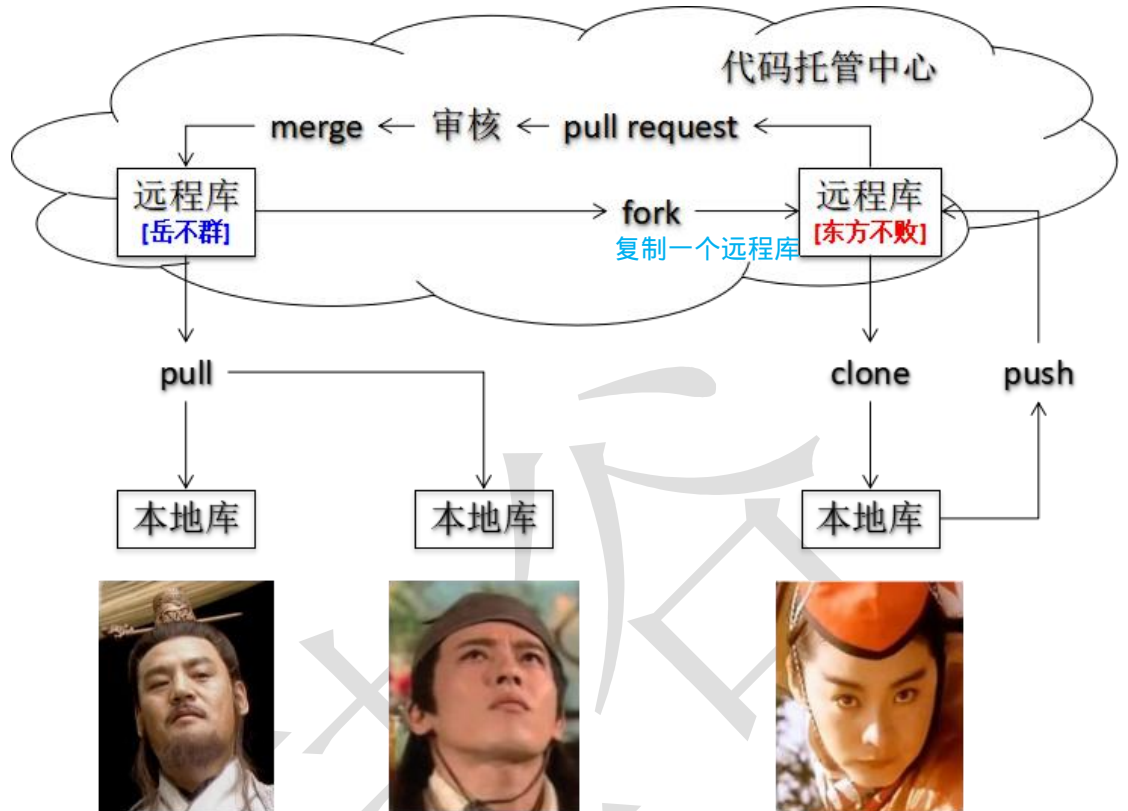 代码托管中心
merge
审核
pull request
远程库
[岳不群]
fork
复制一个远程库
远程库
[东方不败]
pull
clone
push
本地库
本地库
本地库